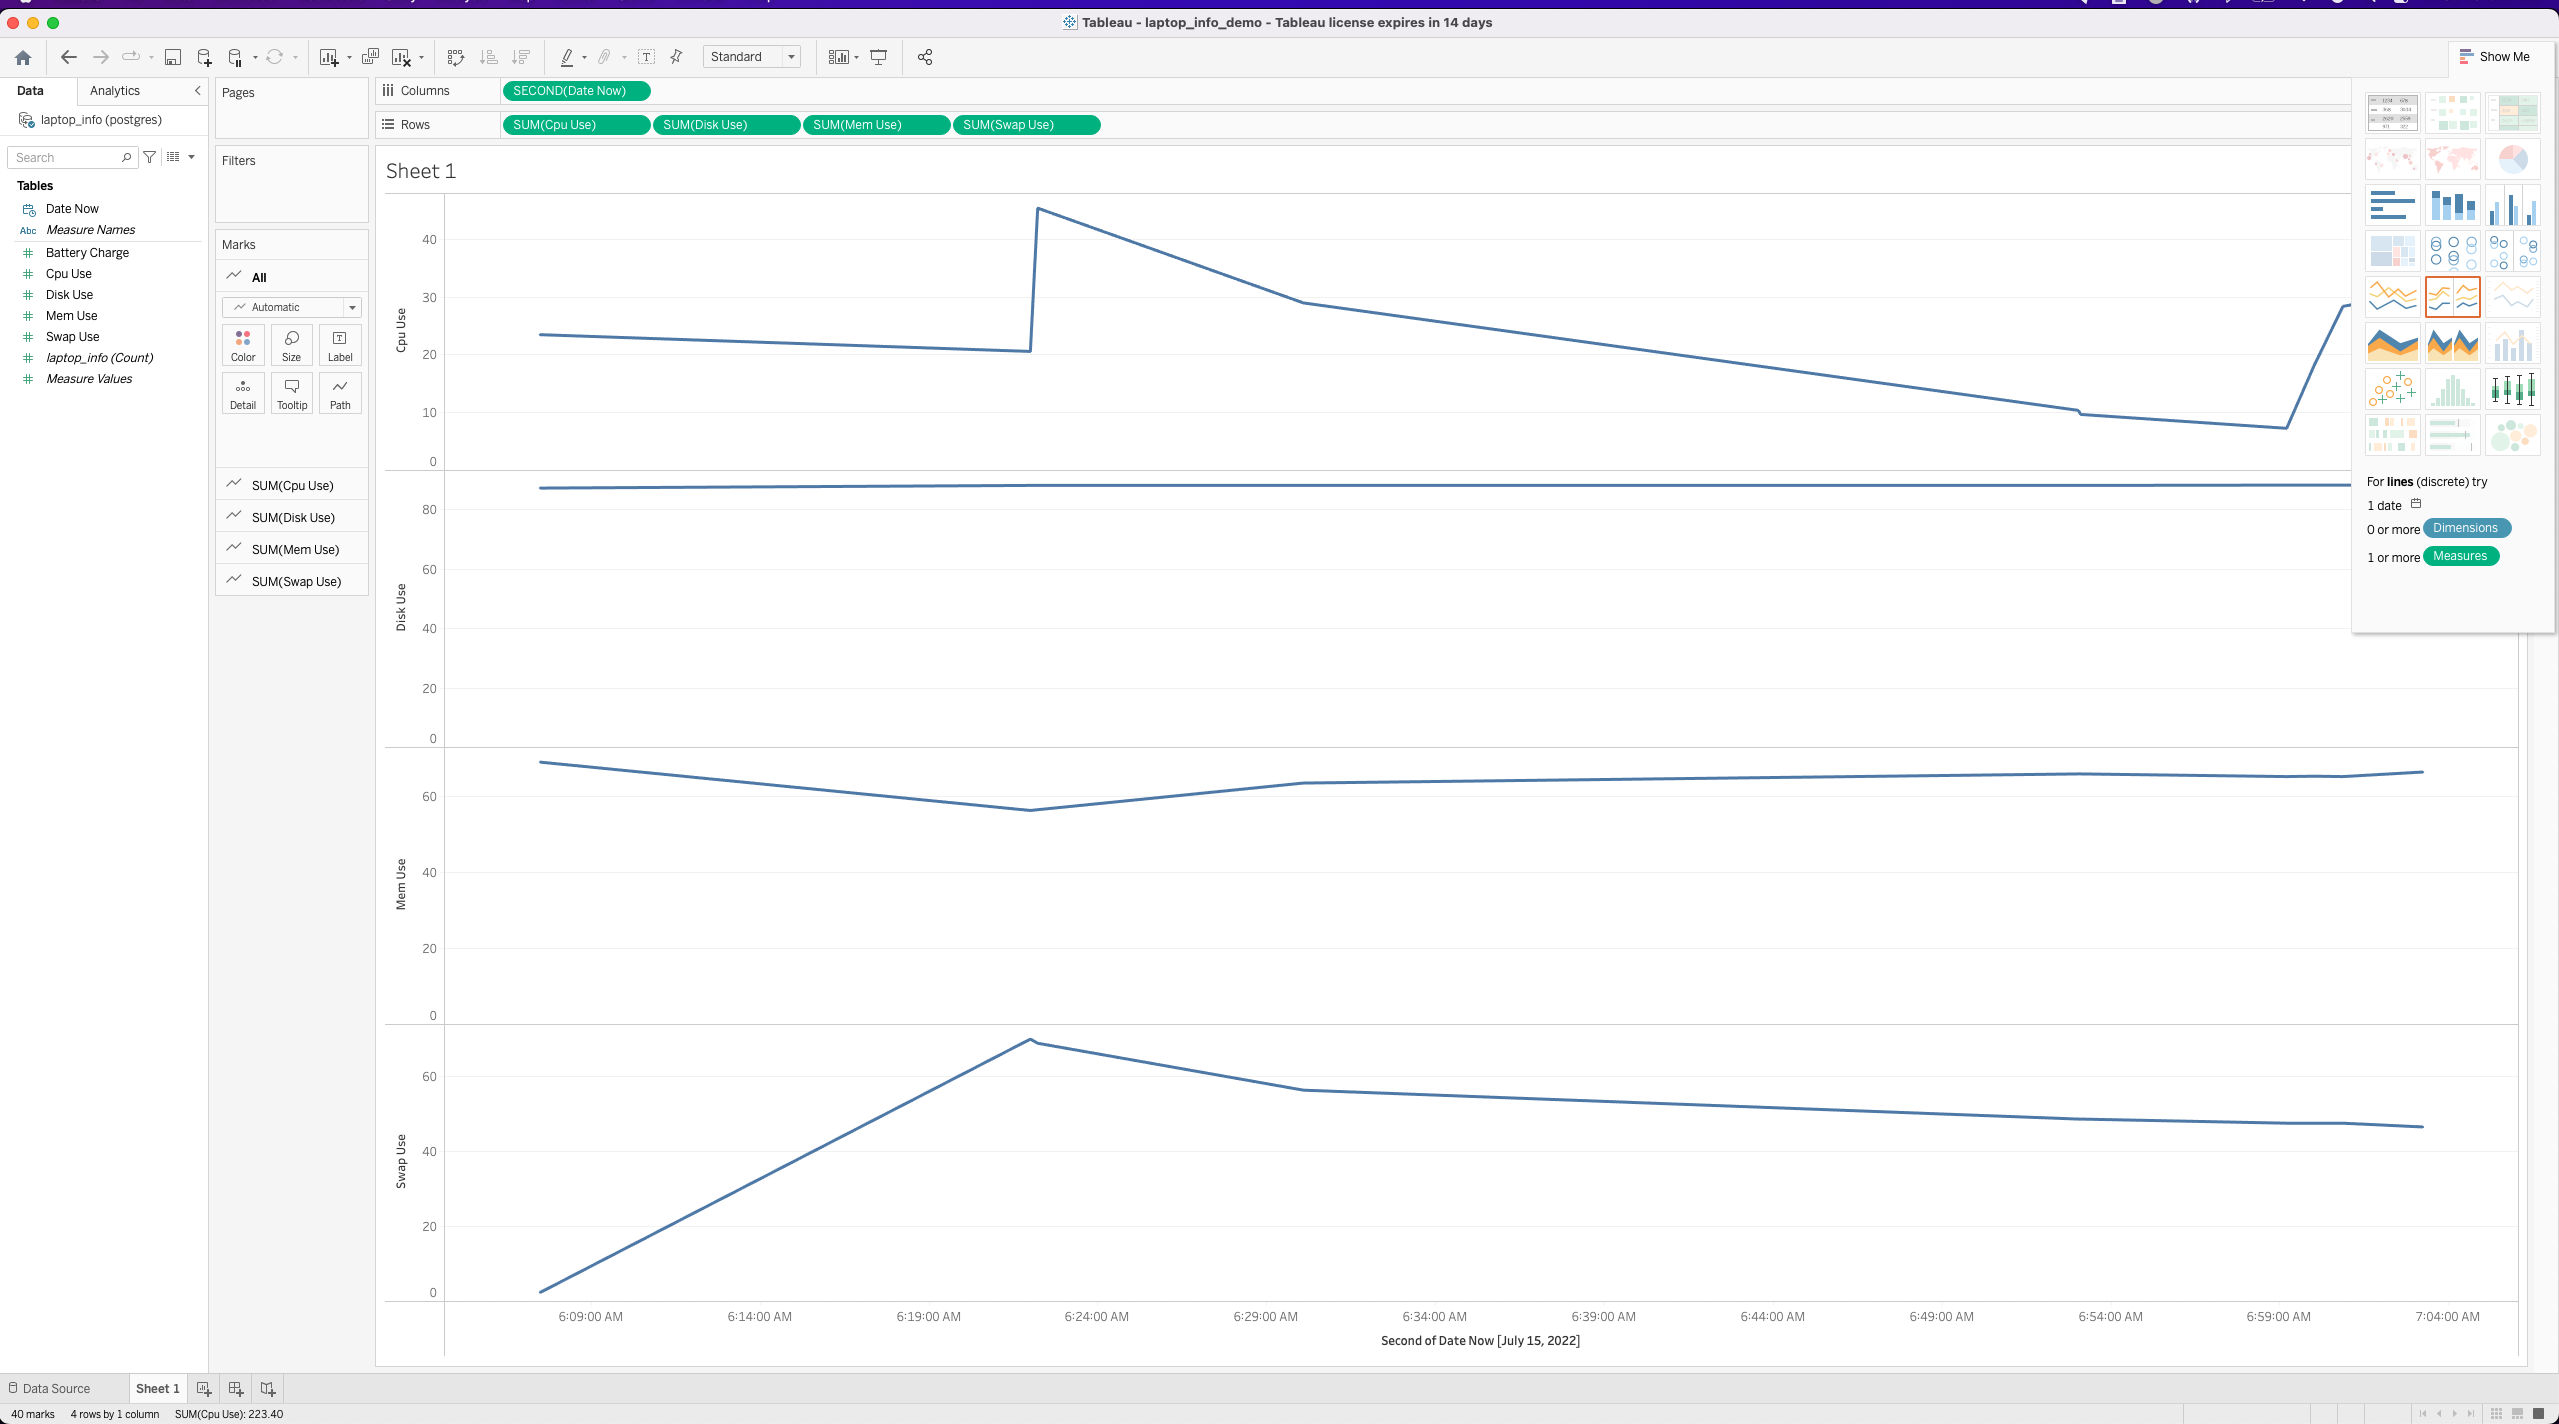 Tableau - laptop_info_demo - Tableau license expires in 14 days
Standard
Show Me
Data
Analytics
laptop_info (postgres)
Search
Tables
Date Now
Abc Measure Names
Battery Charge
Cpu Use
Disk Use
Mem Use
Swap Use
laptop_info (Count)
Measure Values
Pages
Filters
Marks
All
Automatic
Color Size Label
Detail Tooltip Path
SUM(Cpu Use)
SUM(Disk Use)
SUM(Mem Use)
SUM(Swap Use)
Columns SECOND(Date Now)
Rows SUM(Cpu Use) SUM(Disk Use) SUM(Mem Use) SUM(Swap Use)
Sheet 1
Cpu Use
40
30
20
10
0
Disk Use
80
60
40
20
0
Mem Use
60
40
20
0
Swap Use
60
40
20
0
6:09:00 AM 6:14:00 AM 6:19:00 AM 6:24:00 AM 6:29:00 AM 6:34:00 AM 6:39:00 AM 6:44:00 AM 6:49:00 AM 6:54:00 AM 6:59:00 AM 7:04:00 AM
Second of Date Now [July 15, 2022]
For lines (discrete) try
1 date
0 or more Dimensions
1 or more Measures
Data Source
Sheet 1
40 marks 4 rows by 1 column SUM(Cpu Use): 223.40